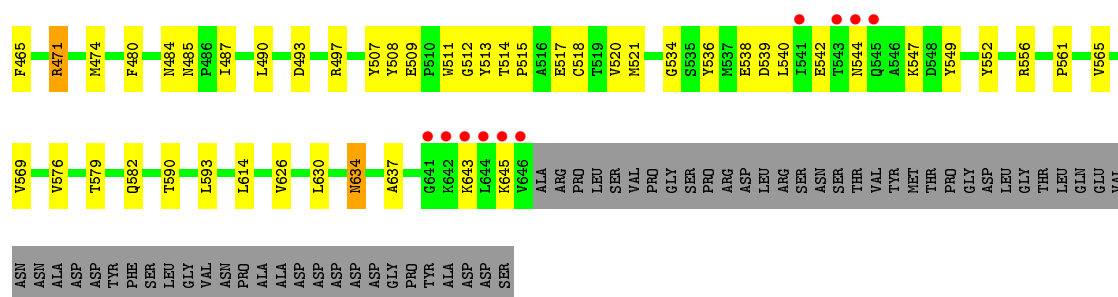 F465 R471 M474 F480 N484 N485 P486 I487 L490 D493 R497 Y507 Y508 E509 P510 W511 G512 Y513 T514 P515 A516 E517 C518 T519 V520 M521 G534 S535 Y536 M537 E538 D539 L540 I541 E542 T543 N544 Q545 A546 K547 D548 Y549 Y552 R556 P561 V565
V569 V576 T579 Q582 T590 L593 L614 V626 L630 N634 A637 G641 K642 K643 L644 K645 V646 ALA ARG PRO LEU SER VAL PRO GLY SER PRO ARG ASP LEU ARG SER ASN SER THR VAL TYR MET THR PRO GLY ASP LEU GLY THR LEU GLN GLU VAL
ASN ASN ALA ASP ASP TYR PHE SER LEU GLY VAL ASN PRO ALA ALA ASP ASP ASP ASP ASP GLY PRO TYR ALA ASP ASP SER